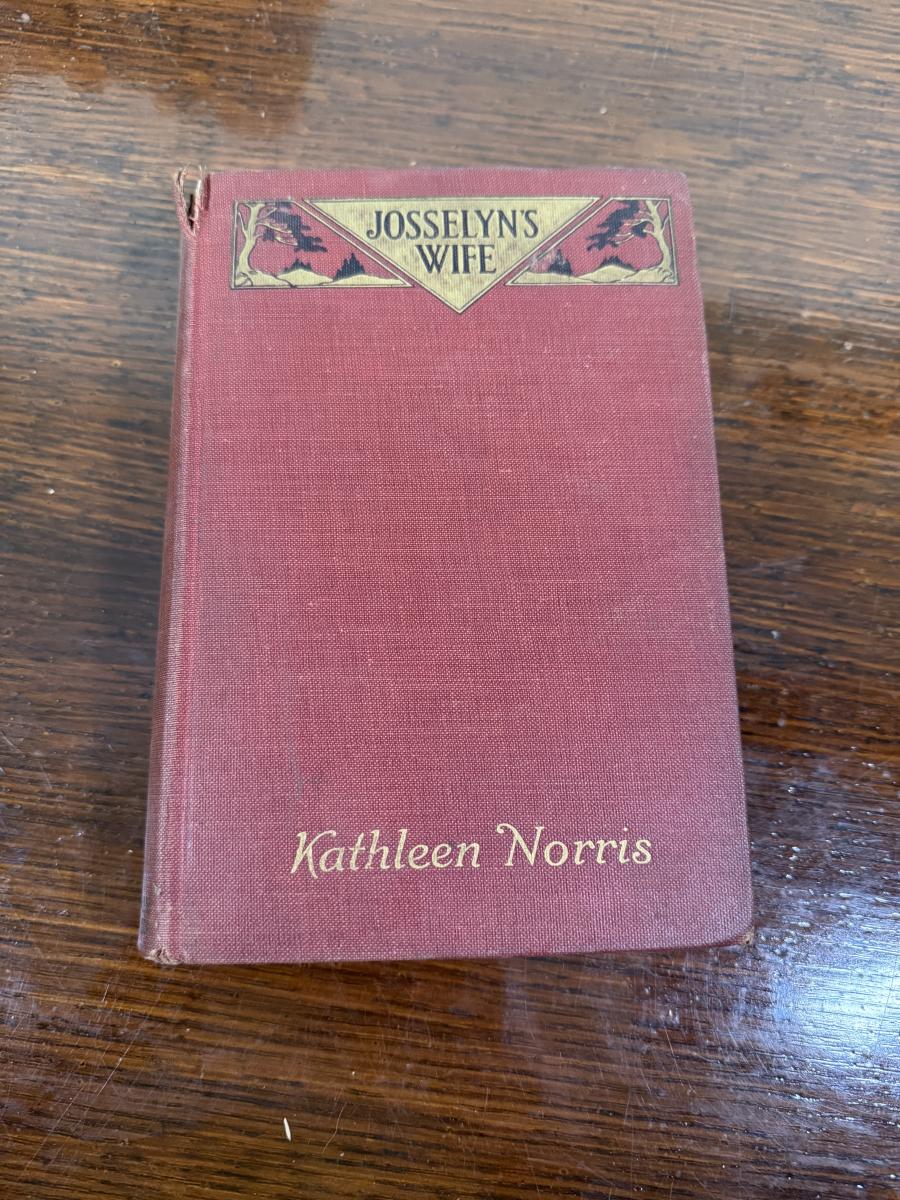 JOSSELYN'S
WIFE
Kathleen Norris